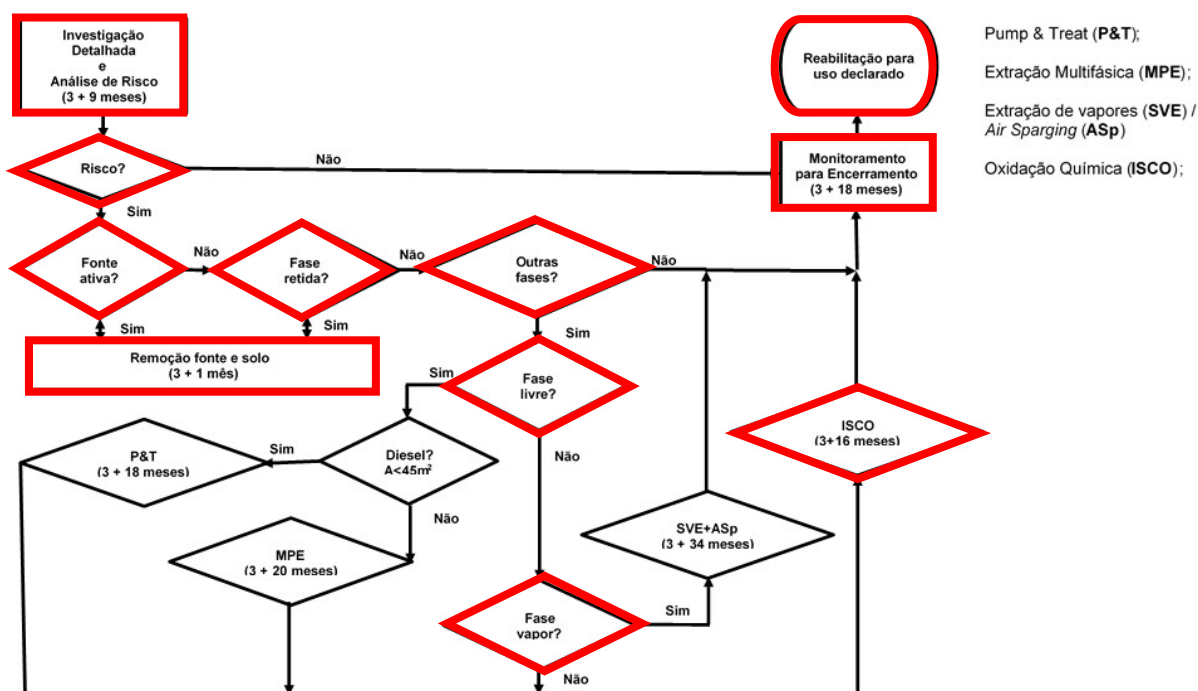 Investigação
Detalhada
e
Análise de Risco
(3 + 9 meses)
Reabilitação para
uso declarado
Pump & Treat (P&T);
Extração Multifásica (MPE);
Extração de vapores (SVE) /
Air Sparging (ASp)
Oxidação Química (ISCO);
Risco?
Não
Monitoramento
para Encerramento
(3 + 18 meses)
Sim
Fonte
ativa?
Não
Fase
retida?
Não
Outras
fases?
Não
Sim
Sim
Sim
Remoção fonte e solo
(3 + 1 mês)
Sim
Fase
livre?
P&T
(3 + 18 meses)
Sim
Diesel?
A<45m²
Não
ISCO
(3+16 meses)
Não
MPE
(3 + 20 meses)
SVE+ASp
(3 + 34 meses)
Fase
vapor?
Sim
Não